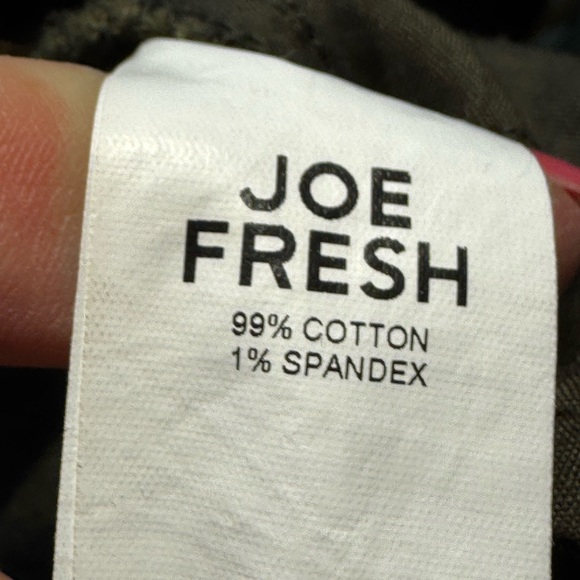 JOE
FRESH
99% COTTON
1% SPANDEX